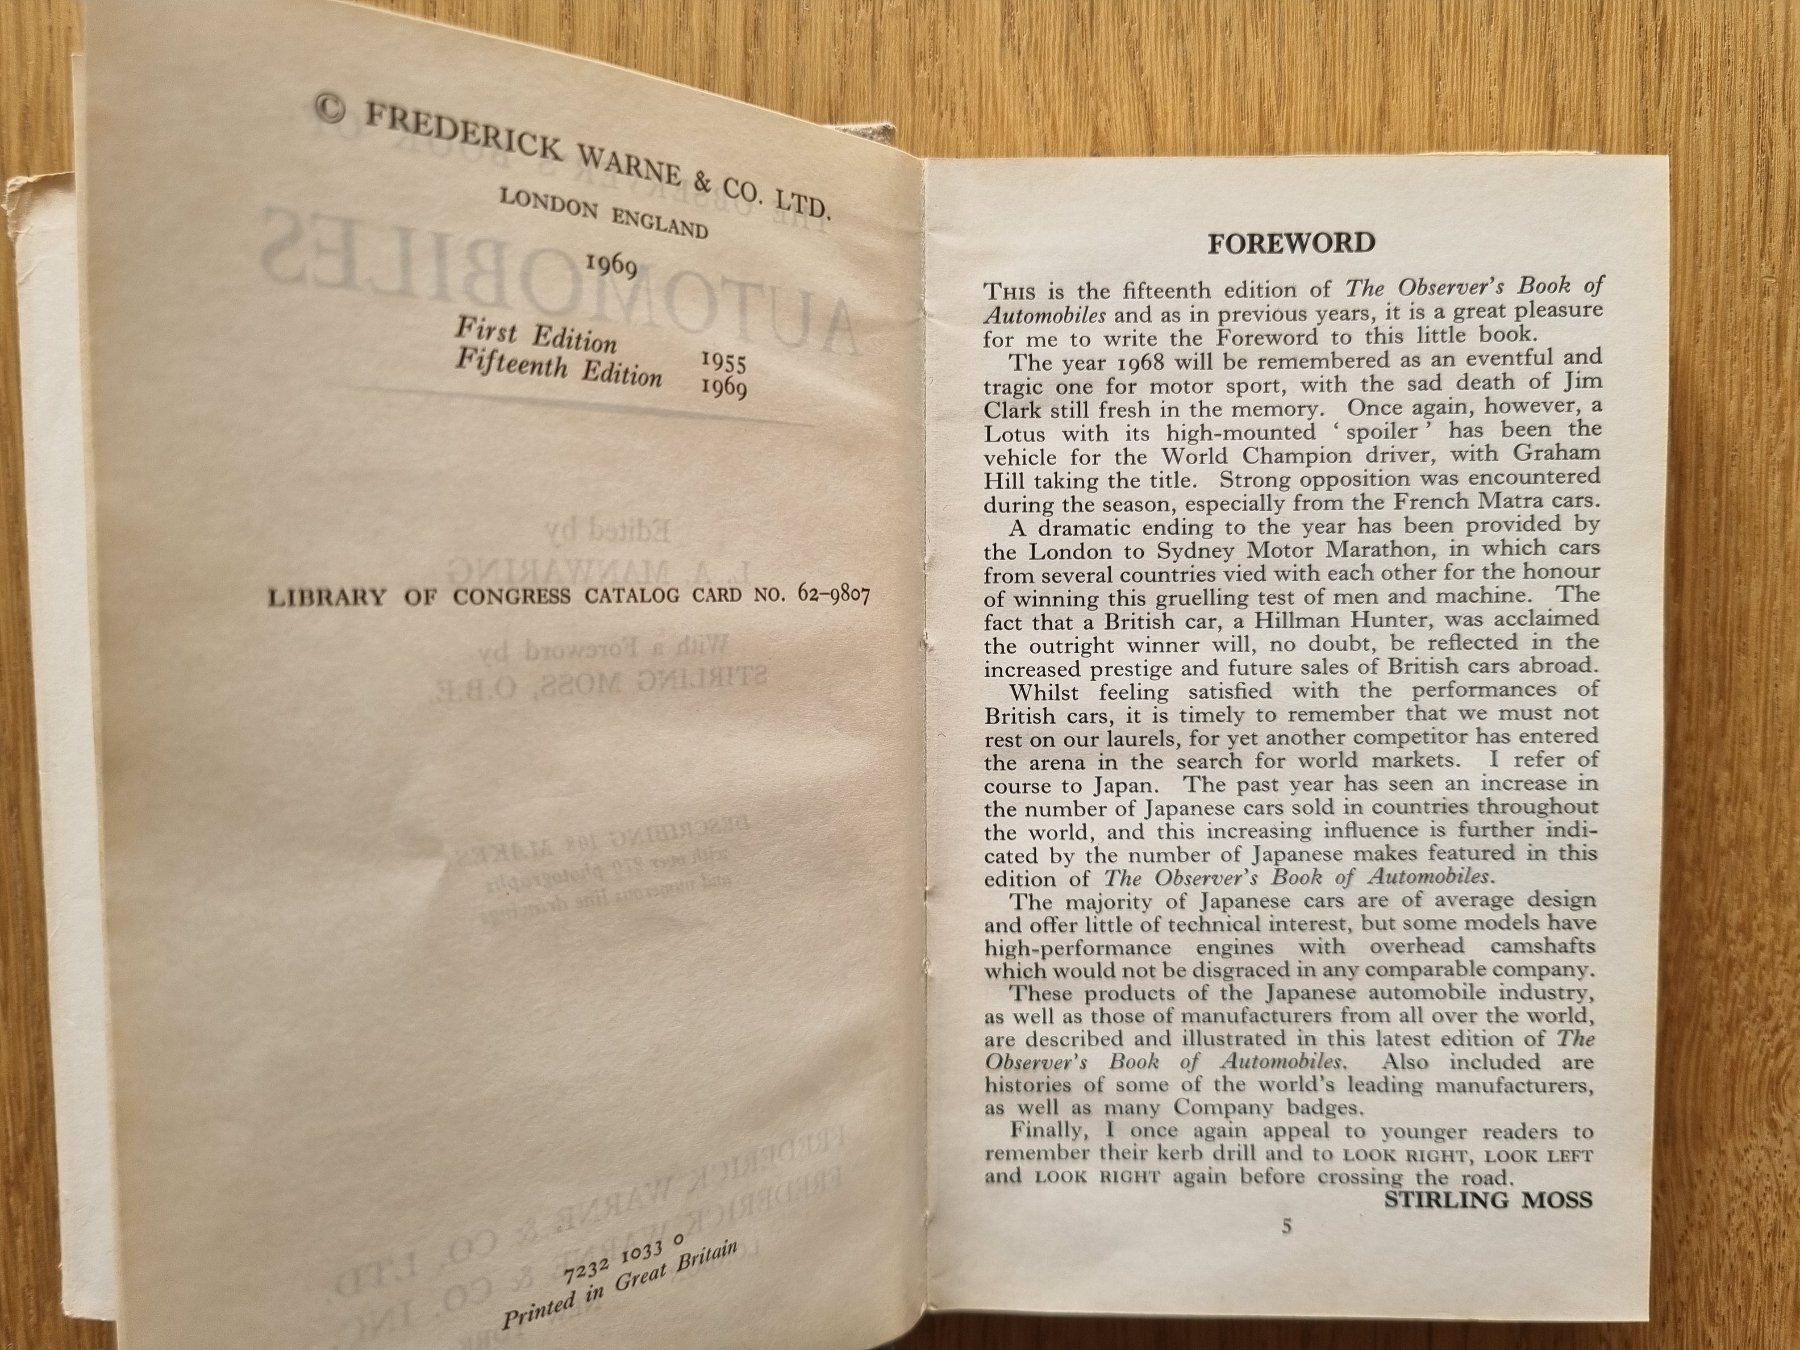 © FREDERICK WARNE & CO. LTD.
LONDON ENGLAND
1969
First Edition 1955
Fifteenth Edition 1969
LIBRARY OF CONGRESS CATALOG CARD NO. 62–9807
7232 1033 0
Printed in Great Britain
FOREWORD
THIS is the fifteenth edition of The Observer's Book of
Automobiles and as in previous years, it is a great pleasure
for me to write the Foreword to this little book.
The year 1968 will be remembered as an eventful and
tragic one for motor sport, with the sad death of Jim
Clark still fresh in the memory. Once again, however, a
Lotus with its high-mounted ‘ spoiler ’ has been the
vehicle for the World Champion driver, with Graham
Hill taking the title. Strong opposition was encountered
during the season, especially from the French Matra cars.
A dramatic ending to the year has been provided by
the London to Sydney Motor Marathon, in which cars
from several countries vied with each other for the honour
of winning this gruelling test of men and machine. The
fact that a British car, a Hillman Hunter, was acclaimed
the outright winner will, no doubt, be reflected in the
increased prestige and future sales of British cars abroad.
Whilst feeling satisfied with the performances of
British cars, it is timely to remember that we must not
rest on our laurels, for yet another competitor has entered
the arena in the search for world markets. I refer of
course to Japan. The past year has seen an increase in
the number of Japanese cars sold in countries throughout
the world, and this increasing influence is further indi-
cated by the number of Japanese makes featured in this
edition of The Observer's Book of Automobiles.
The majority of Japanese cars are of average design
and offer little of technical interest, but some models have
high-performance engines with overhead camshafts
which would not be disgraced in any comparable company.
These products of the Japanese automobile industry,
as well as those of manufacturers from all over the world,
are described and illustrated in this latest edition of The
Observer's Book of Automobiles. Also included are
histories of some of the world's leading manufacturers,
as well as many Company badges.
Finally, I once again appeal to younger readers to
remember their kerb drill and to LOOK RIGHT, LOOK LEFT
and LOOK RIGHT again before crossing the road.
STIRLING MOSS
5